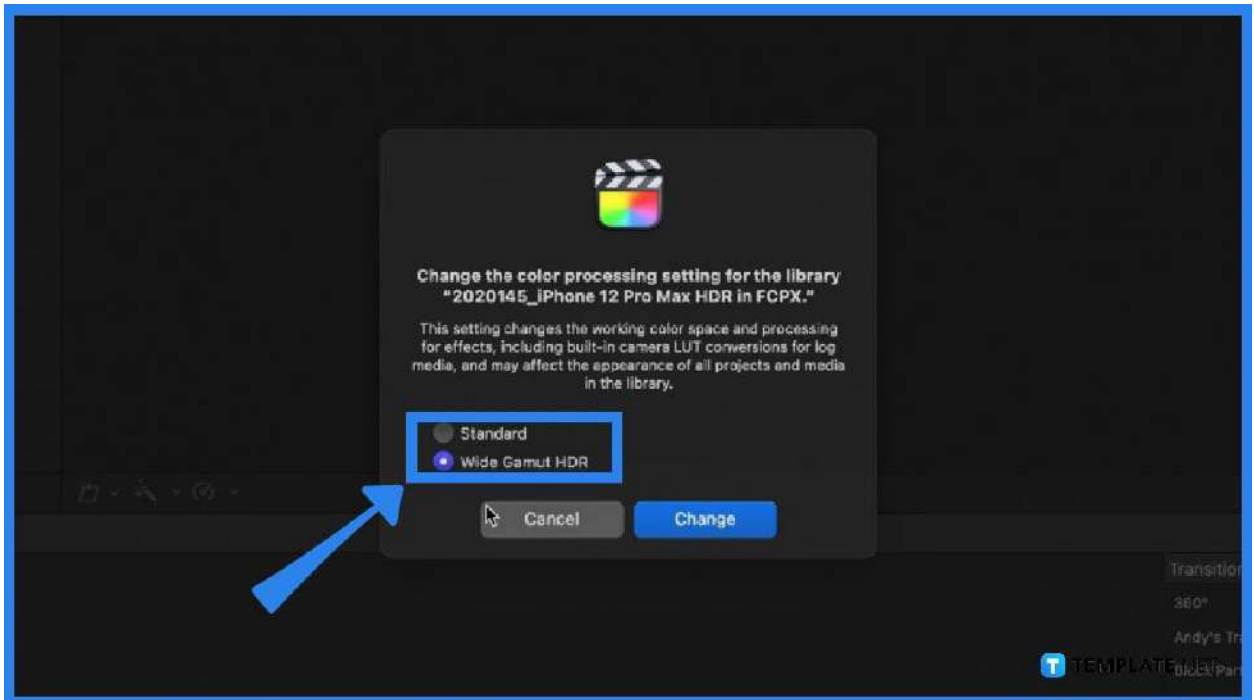 Change the color processing setting for the library
"2020145_iPhone 12 Pro Max HDR in FCPX."
This setting changes the working color space and processing
for effects, including built-in camera LUT conversions for log
media, and may affect the appearance of all projects and media
in the library.
Standard
Wide Gamut HDR
Cancel
Change
Transition
360°
Andy's Tr
T TEMPLATE.NET